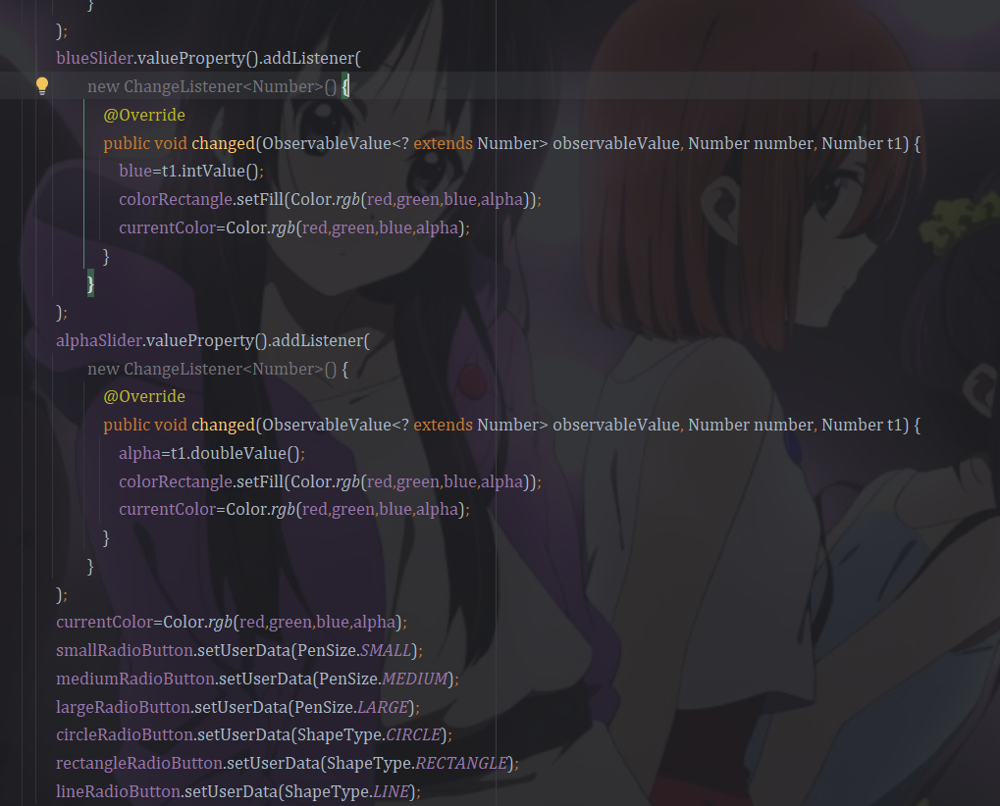 }
);
blueSlider.valueProperty().addListener(
new ChangeListener<Number>() {
@Override
public void changed(ObservableValue<? extends Number> observableValue, Number number, Number t1) {
blue=t1.intValue();
colorRectangle.setFill(Color.rgb(red,green,blue,alpha));
currentColor=Color.rgb(red,green,blue,alpha);
}
}
);
alphaSlider.valueProperty().addListener(
new ChangeListener<Number>() {
@Override
public void changed(ObservableValue<? extends Number> observableValue, Number number, Number t1) {
alpha=t1.doubleValue();
colorRectangle.setFill(Color.rgb(red,green,blue,alpha));
currentColor=Color.rgb(red,green,blue,alpha);
}
}
);
currentColor=Color.rgb(red,green,blue,alpha);
smallRadioButton.setUserData(PenSize.SMALL);
mediumRadioButton.setUserData(PenSize.MEDIUM);
largeRadioButton.setUserData(PenSize.LARGE);
circleRadioButton.setUserData(ShapeType.CIRCLE);
rectangleRadioButton.setUserData(ShapeType.RECTANGLE);
lineRadioButton.setUserData(ShapeType.LINE);